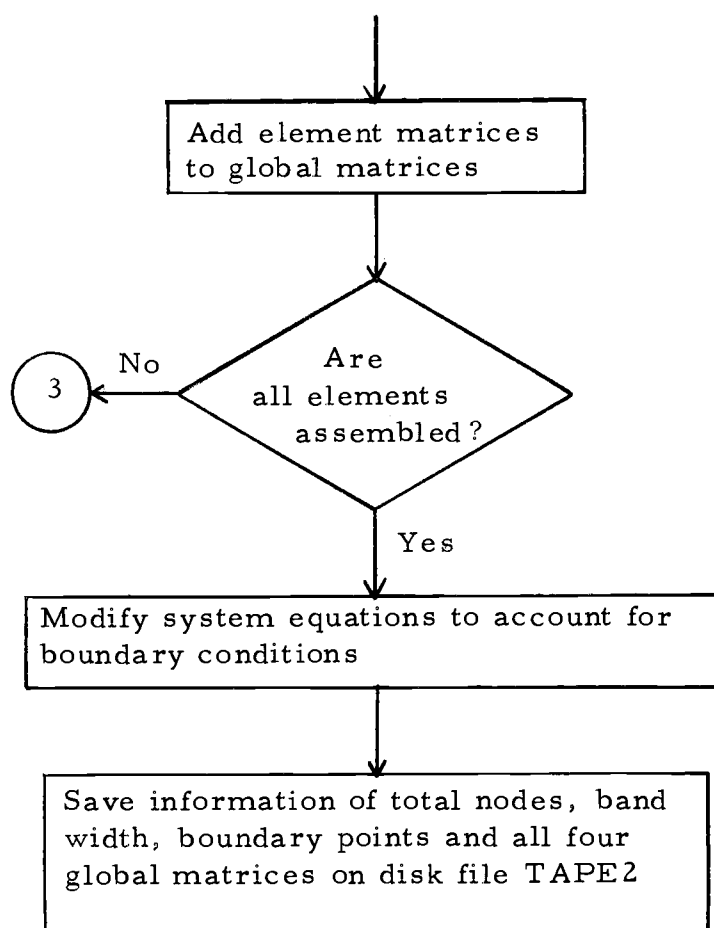 Add element matrices
to global matrices
Are
all elements
assembled?
No
3
Yes
Modify system equations to account for
boundary conditions
Save information of total nodes, band
width, boundary points and all four
global matrices on disk file TAPE2